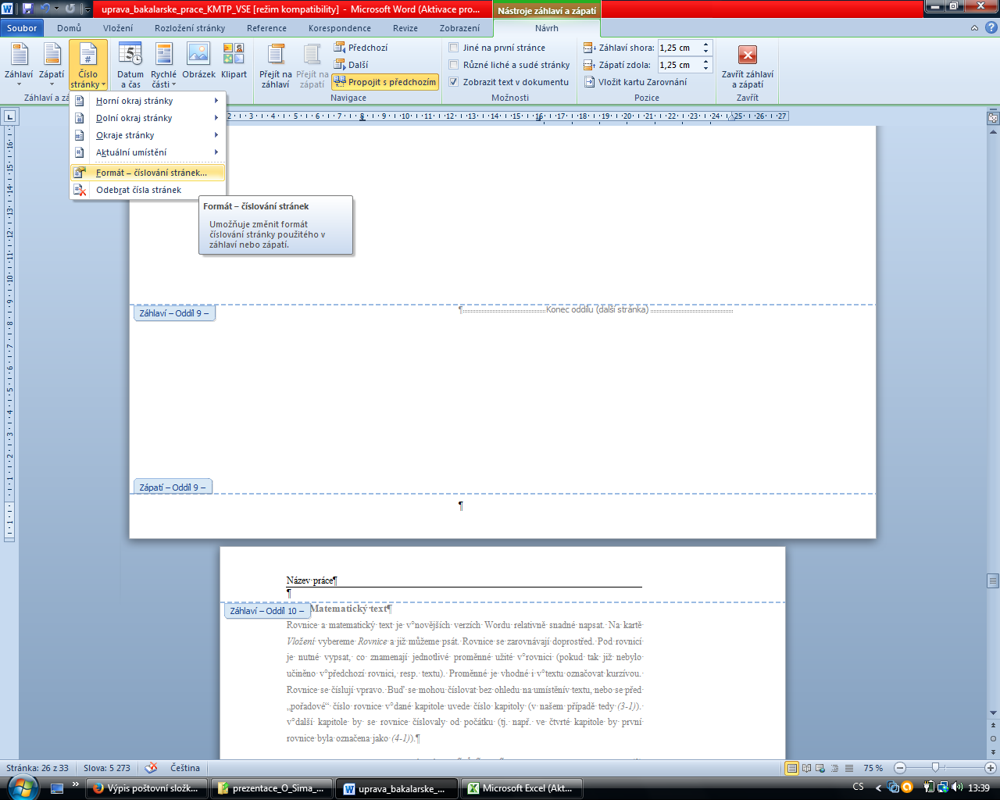 uprava_bakalarske_prace_KMTP_VSE [režim kompatibility] - Microsoft Word (Aktivace pro...
Nástroje záhlaví a zápatí
Soubor
Domů
Vložení
Rozložení stránky
Reference
Korespondence
Revize
Zobrazení
Návrh
Záhlaví
Zápatí
Číslo stránky
Datum a čas
Rychlé části
Obrázek
Klipart
Přejít na záhlaví
Přejít na zápatí
Předchozí
Další
Propojit s předchozím
Jiné na první stránce
Různé liché a sudé stránky
Zobrazit text v dokumentu
Záhlaví shora: 1,25 cm
Zápatí zdola: 1,25 cm
Vložit kartu Zarovnání
Zavřít záhlaví a zápatí
Záhlaví a zá
Navigace
Možnosti
Pozice
Zavřít
Horní okraj stránky
Dolní okraj stránky
Okraje stránky
Aktuální umístění
Formát – číslování stránek...
Odebrat čísla stránek
Formát – číslování stránek
Umožňuje změnit formát
číslování stránky použitého v
záhlaví nebo zápatí.
2 · 3 · 4 · 5 · 6 · 7 · 8 · 9 · 10 · 11 · 12 · 13 · 14 · 15 · 16 · 17 · 18 · 19 · 20 · 21 · 22 · 23 · 24 · 25 · 26 · 27
Záhlaví – Oddíl 9 –
¶ Konec oddílu (další stránka)
Zápatí – Oddíl 9 –
¶
Název·práce¶
¶
Záhlaví – Oddíl 10 –
Matematický·text¶
Rovnice· a· matematický· text· je· v°novějších· verzích· Wordu· relativně· snadné· napsat.· Na· kartě·
Vložení· vybereme· Rovnice· a· již· můžeme· psát.· Rovnice· se· zarovnávají· doprostřed.· Pod· rovnicí·
je· nutné· vypsat,· co· znamenají· jednotlivé· proměnné· užité· v°rovnici· (pokud· tak· již· nebylo·
učiněno· v°předchozí· rovnici,· resp.· textu).· Proměnné· je· vhodné· i· v°textu· označovat· kurzívou.·
Rovnice· se· číslují· vpravo.· Buď· se· mohou· číslovat· bez· ohledu· na· umístěnív· textu,· nebo· se· před·
„pořadové“· číslo· rovnice· v°dané· kapitole· uvede· číslo· kapitoly· (v· našem· případě· tedy· (3-1)).·
v°další· kapitole· by· se· rovnice· číslovaly· od· počátku· (tj.· např.· ve· čtvrté· kapitole· by· první·
rovnice· byla· označena· jako· (4-1)).¶
Stránka: 26 z 33
Slova: 5 273
Čeština
75 %
Výpis poštovní složk...
prezentace_O_Sima_...
uprava_bakalarske_...
Microsoft Excel (Akt...
CS
13:39